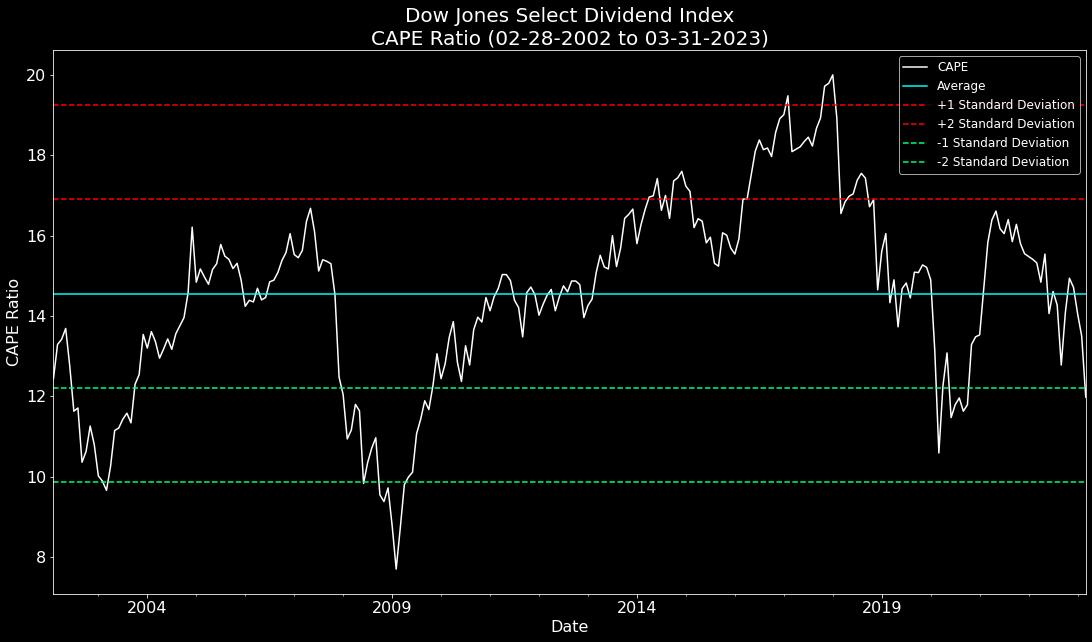 Dow Jones Select Dividend Index
CAPE Ratio (02-28-2002 to 03-31-2023)
CAPE
Average
+1 Standard Deviation
+2 Standard Deviation
-1 Standard Deviation
-2 Standard Deviation
CAPE Ratio
20
18
16
14
12
10
8
2004
2009
2014
2019
Date